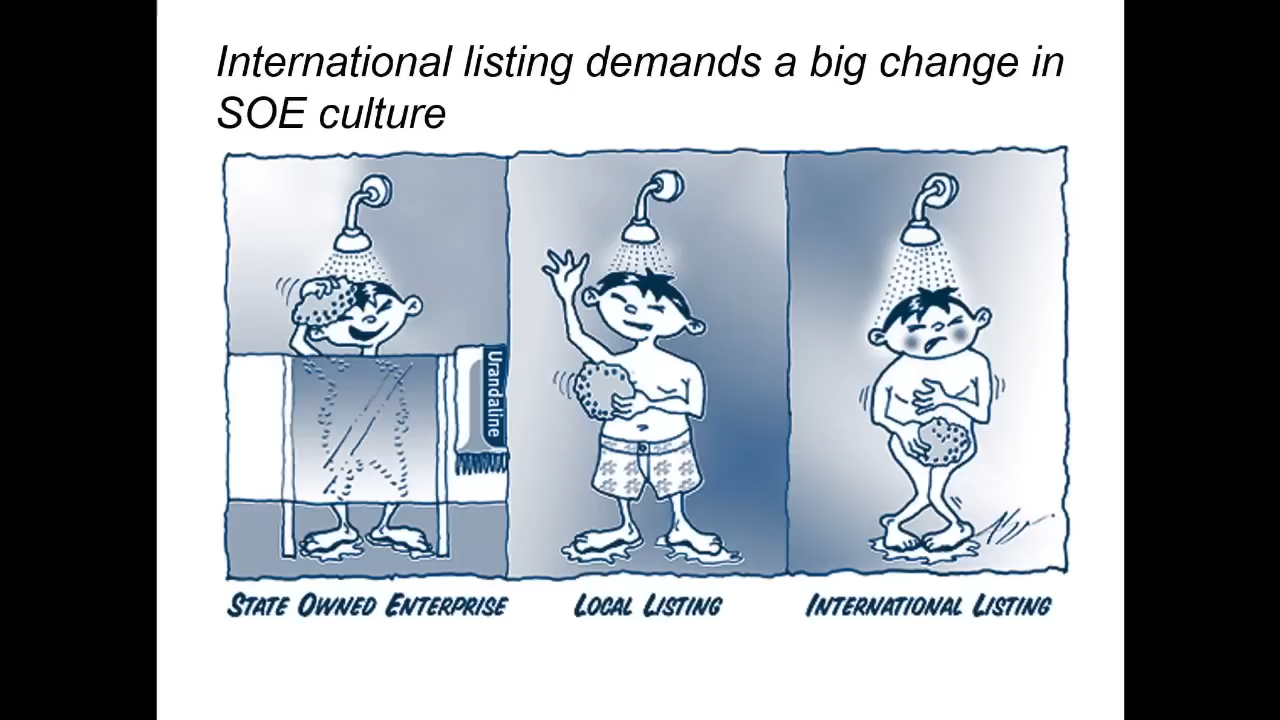 International listing demands a big change in
SOE culture
Urandaline
STATE OWNED ENTERPRISE
LOCAL LISTING
INTERNATIONAL LISTING